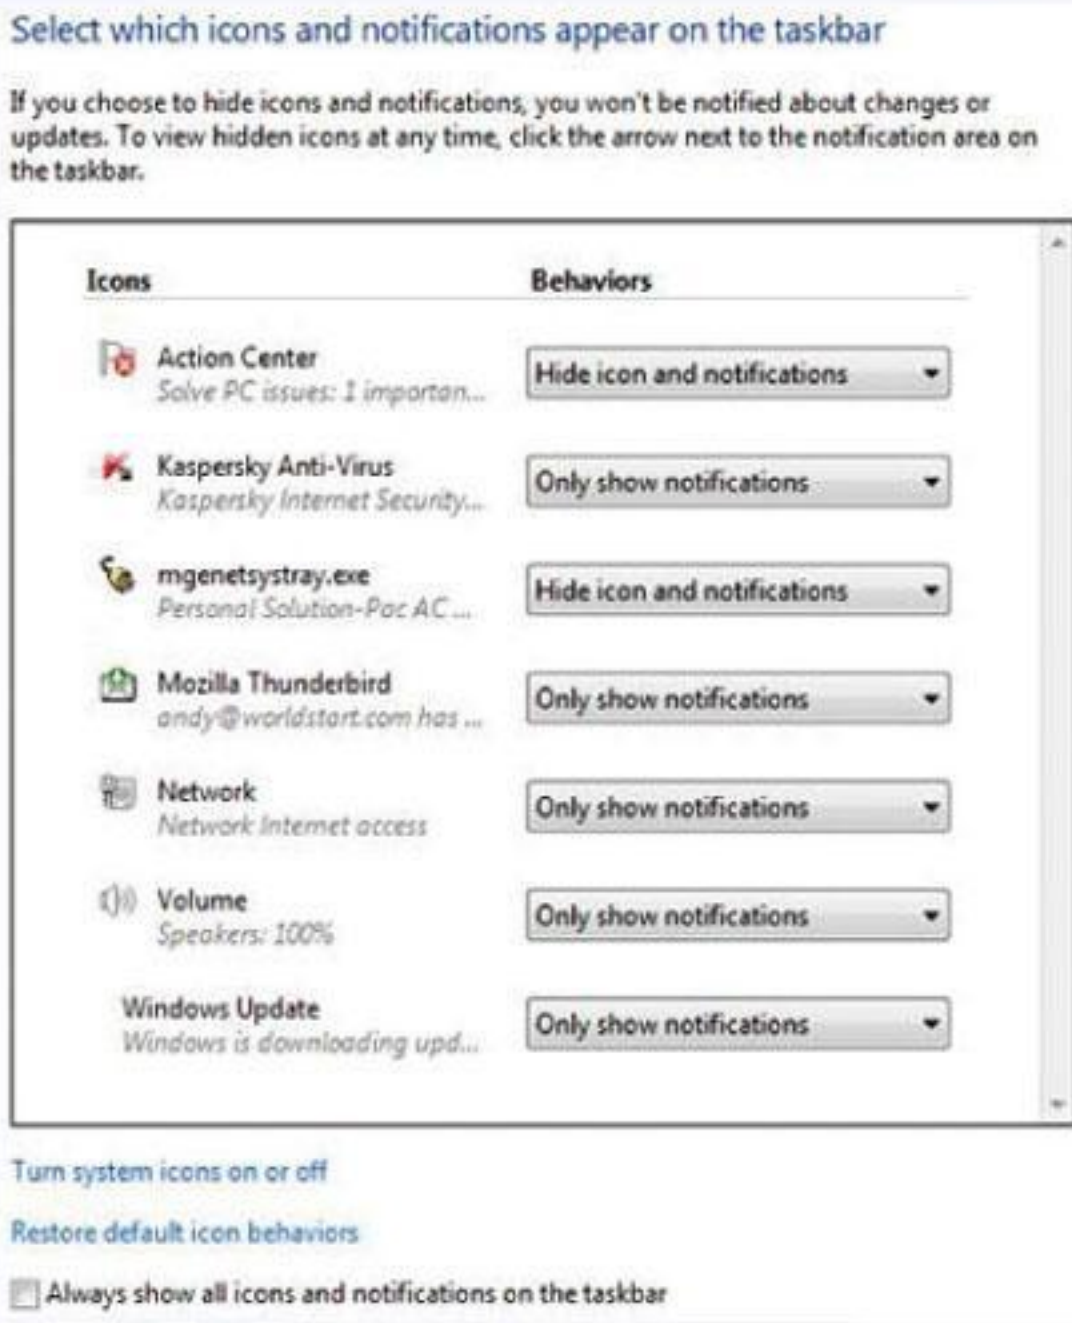 Select which icons and notifications appear on the taskbar
If you choose to hide icons and notifications, you won't be notified about changes or
updates. To view hidden icons at any time, click the arrow next to the notification area on
the taskbar.
Icons Behaviors
Action Center
Solve PC issues: 1 importan...
Hide icon and notifications
Kaspersky Anti-Virus
Kaspersky Internet Security...
Only show notifications
mgenetsystray.exe
Personal Solution-Pac AC ...
Hide icon and notifications
Mozilla Thunderbird
andy@worldstart.com has ...
Only show notifications
Network
Network Internet access
Only show notifications
Volume
Speakers: 100%
Only show notifications
Windows Update
Windows is downloading upd...
Only show notifications
Turn system icons on or off
Restore default icon behaviors
Always show all icons and notifications on the taskbar